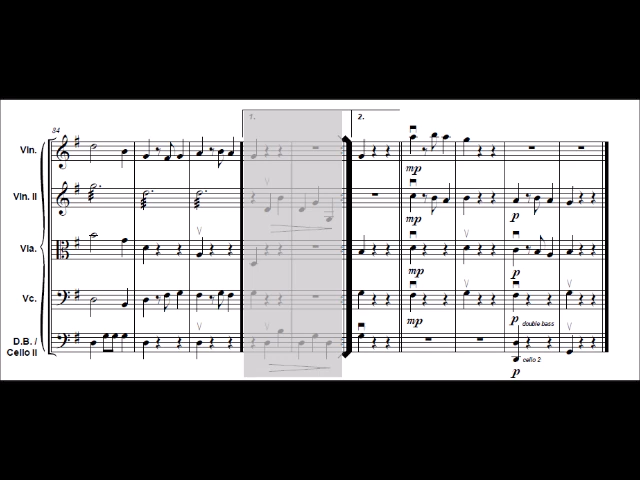 84
1.
2.
Vln.
Vln. II
Vla.
Vc.
D.B. /
Cello II
mp
mp
p
mp
p
mp
p
double bass
cello 2
p